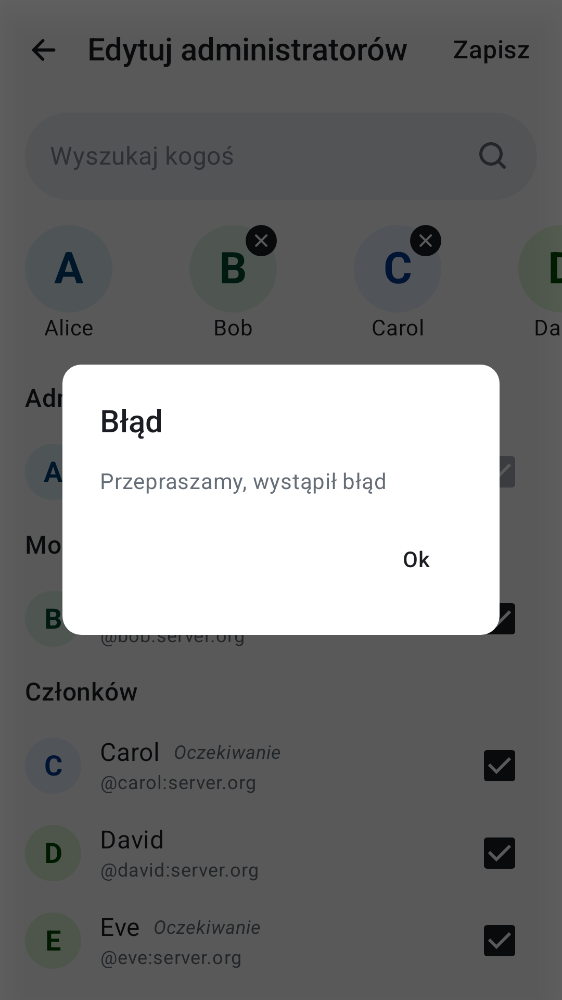 Edytuj administratorów
Zapisz
Wyszukaj kogoś
A
B
C
D
Alice
Bob
Carol
Da
Adr
A
Błąd
Przepraszamy, wystąpił błąd
Ok
Mo
B
@bob:server.org
Członków
C
Carol Oczekiwanie
@carol:server.org
D
David
@david:server.org
E
Eve Oczekiwanie
@eve:server.org